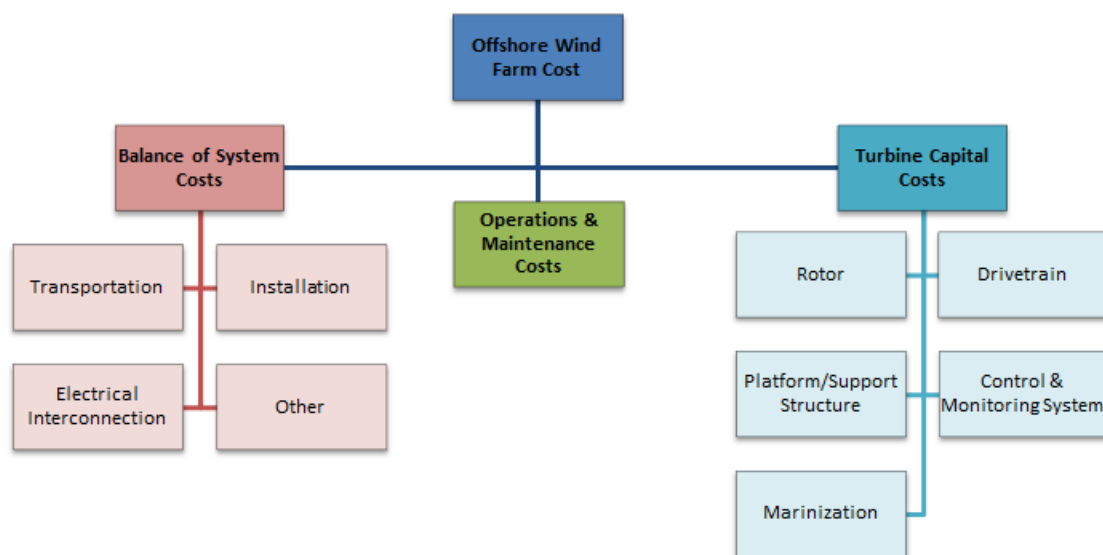 Offshore Wind
Farm Cost
Balance of System
Costs
Turbine Capital
Costs
Operations &
Maintenance
Costs
Transportation
Installation
Rotor
Drivetrain
Electrical
Interconnection
Other
Platform/Support
Structure
Control &
Monitoring System
Marinization